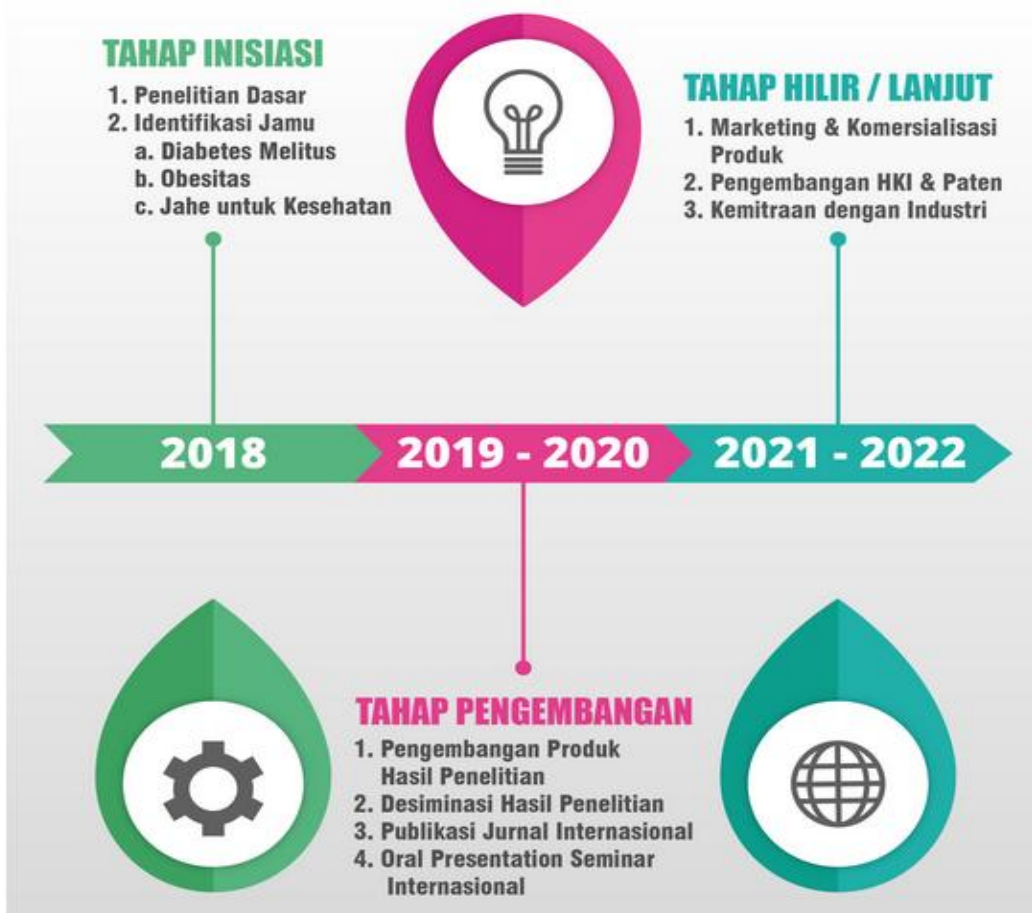 TAHAP INISIASI
1. Penelitian Dasar
2. Identifikasi Jamu
a. Diabetes Melitus
b. Obesitas
c. Jahe untuk Kesehatan
TAHAP HILIR / LANJUT
1. Marketing & Komersialisasi
Produk
2. Pengembangan HKI & Paten
3. Kemitraan dengan Industri
2018
2019 - 2020
2021 - 2022
TAHAP PENGEMBANGAN
1. Pengembangan Produk
Hasil Penelitian
2. Desiminasi Hasil Penelitian
3. Publikasi Jurnal Internasional
4. Oral Presentation Seminar
Internasional